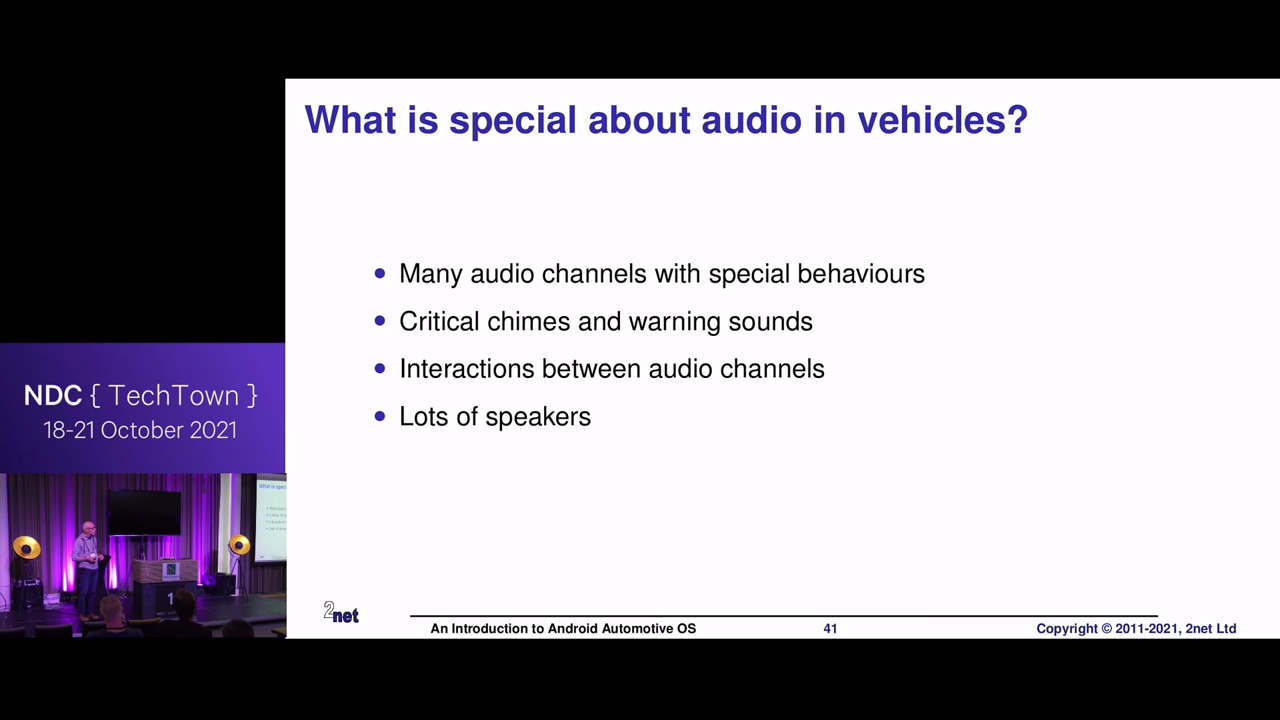 What is special about audio in vehicles?
• Many audio channels with special behaviours
• Critical chimes and warning sounds
• Interactions between audio channels
• Lots of speakers
NDC { TechTown }
18-21 October 2021
1
2net
An Introduction to Android Automotive OS 41 Copyright © 2011-2021, 2net Ltd